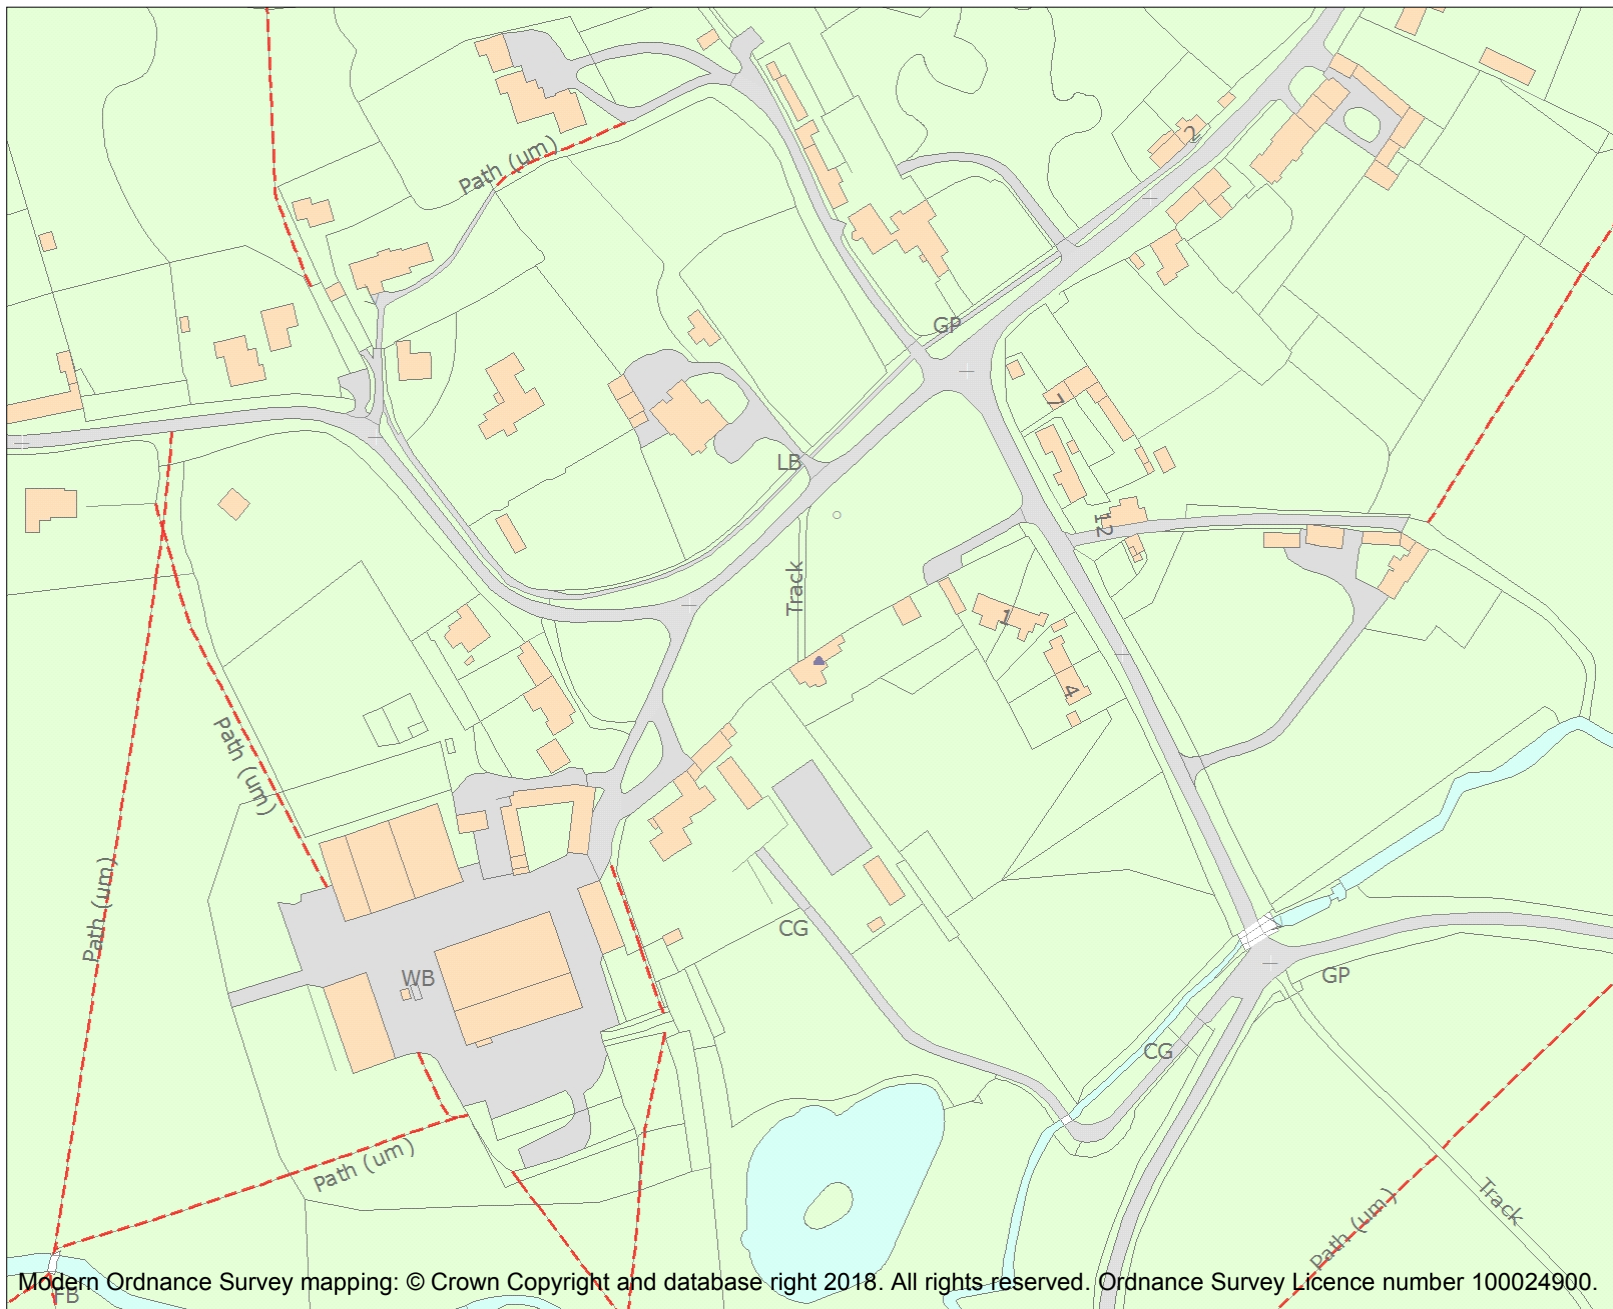 Path (um)
2
GP
7
LB
12
Track
1
4
Path (um)
Path (um)
CG
WB
GP
CG
Path (um)
Track
Path (um)
Modern Ordnance Survey mapping: © Crown Copyright and database right 2018. All rights reserved. Ordnance Survey Licence number 100024900.
FB